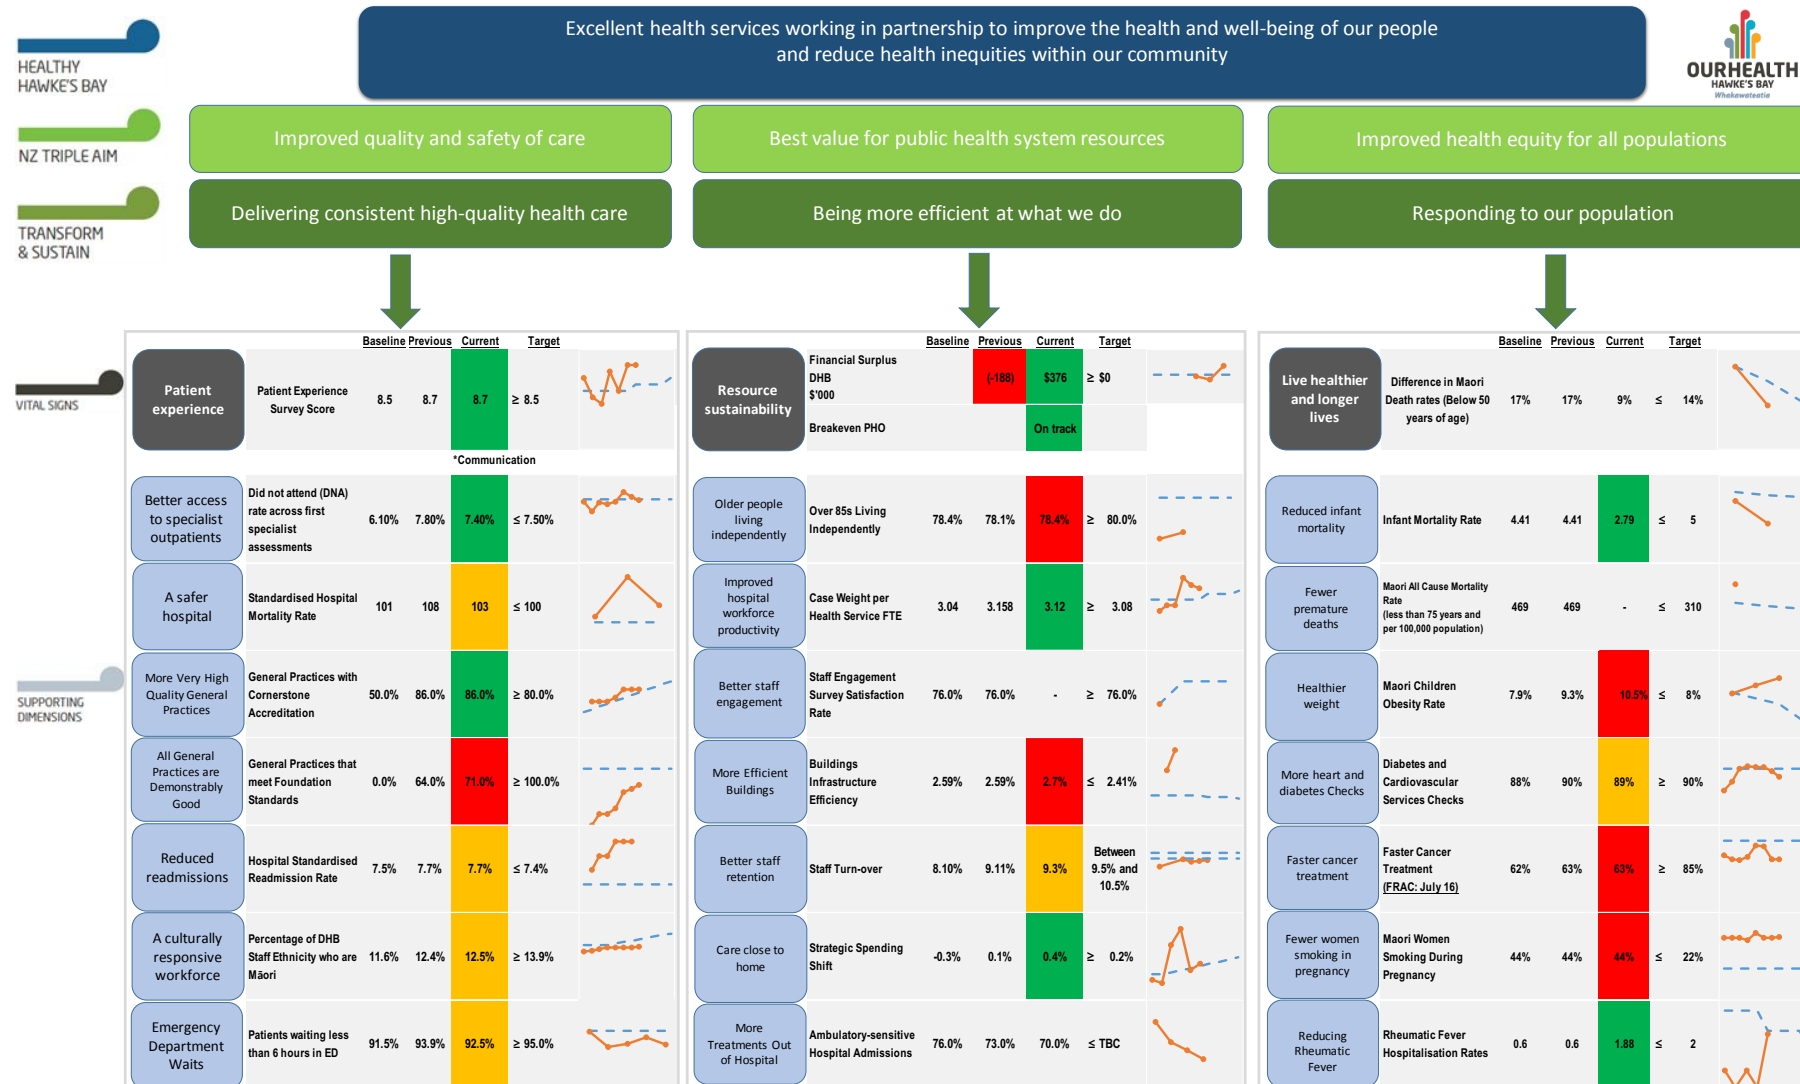 Excellent health services working in partnership to improve the health and well-being of our people
and reduce health inequities within our community
HEALTHY
HAWKE'S BAY
OURHEALTH
HAWKE'S BAY
Whakawateatia
NZ TRIPLE AIM
Improved quality and safety of care
Best value for public health system resources
Improved health equity for all populations
TRANSFORM
& SUSTAIN
Delivering consistent high-quality health care
Being more efficient at what we do
Responding to our population
VITAL SIGNS
SUPPORTING
DIMENSIONS
Baseline Previous Current Target
Patient
experience
Patient Experience
Survey Score
8.5 8.7 8.7 ≥ 8.5
*Communication
Better access
to specialist
outpatients
Did not attend (DNA)
rate across first
specialist
assessments
6.10% 7.80% 7.40% ≤ 7.50%
A safer
hospital
Standardised Hospital
Mortality Rate
101 108 103 ≤ 100
More Very High
Quality General
Practices
General Practices with
Cornerstone
Accreditation
50.0% 86.0% 86.0% ≥ 80.0%
All General
Practices are
Demonstrably
Good
General Practices that
meet Foundation
Standards
0.0% 64.0% 71.0% ≥ 100.0%
Reduced
readmissions
Hospital Standardised
Readmission Rate
7.5% 7.7% 7.7% ≤ 7.4%
A culturally
responsive
workforce
Percentage of DHB
Staff Ethnicity who are
Māori
11.6% 12.4% 12.5% ≥ 13.9%
Emergency
Department
Waits
Patients waiting less
than 6 hours in ED
91.5% 93.9% 92.5% ≥ 95.0%
Baseline Previous Current Target
Resource
sustainability
Financial Surplus
DHB
$'000
(-188) $376 ≥ $0
Breakeven PHO
On track
Older people
living
independently
Over 85s Living
Independently
78.4% 78.1% 78.4% ≥ 80.0%
Improved
hospital
workforce
productivity
Case Weight per
Health Service FTE
3.04 3.158 3.12 ≥ 3.08
Better staff
engagement
Staff Engagement
Survey Satisfaction
Rate
76.0% 76.0% - ≥ 76.0%
More Efficient
Buildings
Buildings
Infrastructure
Efficiency
2.59% 2.59% 2.7% ≤ 2.41%
Better staff
retention
Staff Turn-over
8.10% 9.11% 9.3%
Between
9.5% and
10.5%
Care close to
home
Strategic Spending
Shift
-0.3% 0.1% 0.4% ≥ 0.2%
More
Treatments Out
of Hospital
Ambulatory-sensitive
Hospital Admissions
76.0% 73.0% 70.0% ≤ TBC
Baseline Previous Current Target
Live healthier
and longer
lives
Difference in Maori
Death rates (Below 50
years of age)
17% 17% 9% ≤ 14%
Reduced infant
mortality
Infant Mortality Rate
4.41 4.41 2.79 ≤ 5
Fewer
premature
deaths
Maori All Cause Mortality
Rate
(less than 75 years and
per 100,000 population)
469 469 - ≤ 310
Healthier
weight
Maori Children
Obesity Rate
7.9% 9.3% 10.5% ≤ 8%
More heart and
diabetes Checks
Diabetes and
Cardiovascular
Services Checks
88% 90% 89% ≥ 90%
Faster cancer
treatment
Faster Cancer
Treatment
(FRAC: July 16)
62% 63% 63% ≥ 85%
Fewer women
smoking in
pregnancy
Maori Women
Smoking During
Pregnancy
44% 44% 44% ≤ 22%
Reducing
Rheumatic
Fever
Rheumatic Fever
Hospitalisation Rates
0.6 0.6 1.88 ≤ 2